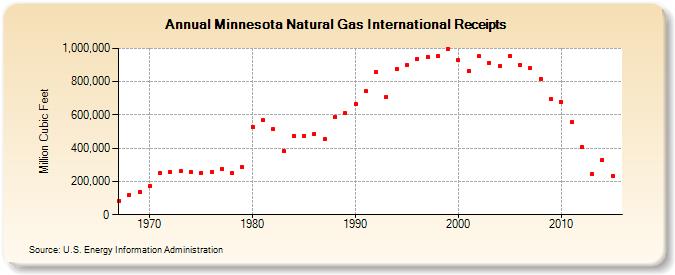 Annual Minnesota Natural Gas International Receipts
Million Cubic Feet
1,000,000
800,000
600,000
400,000
200,000
0
1970 1980 1990 2000 2010
Source: U.S. Energy Information Administration